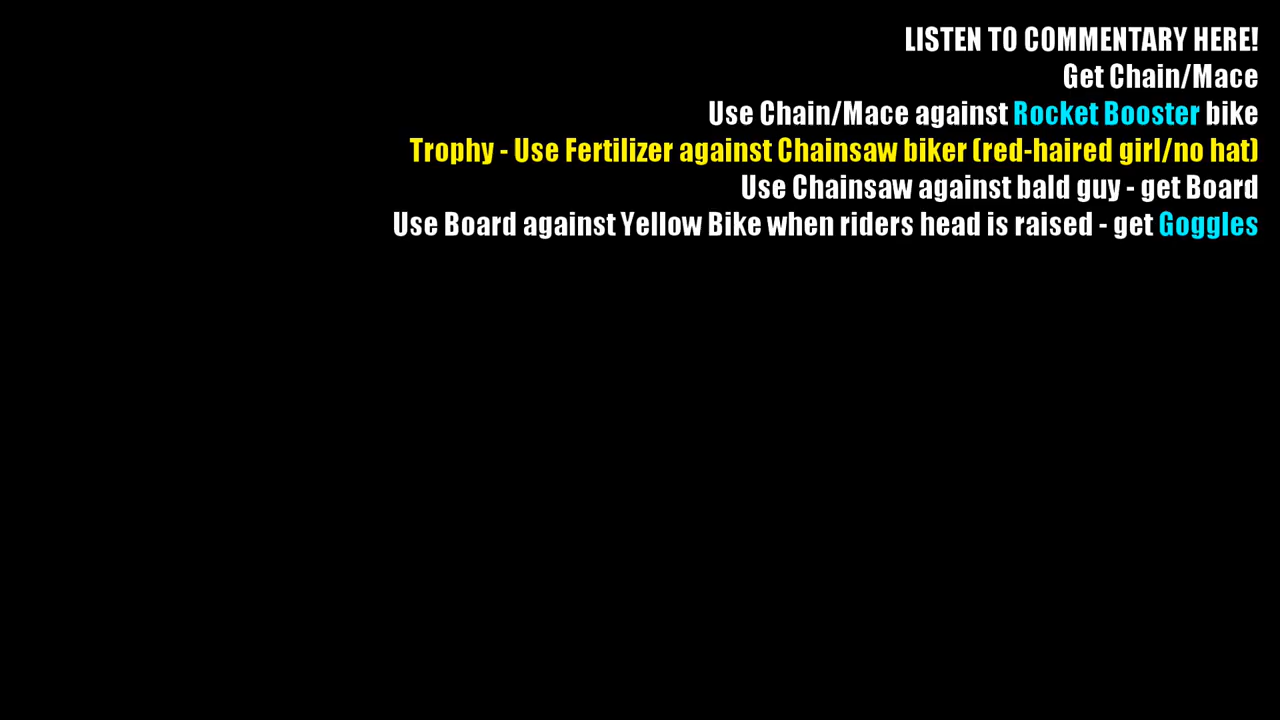 LISTEN TO COMMENTARY HERE!
Get Chain/Mace
Use Chain/Mace against Rocket Booster bike
Trophy - Use Fertilizer against Chainsaw biker (red-haired girl/no hat)
Use Chainsaw against bald guy - get Board
Use Board against Yellow Bike when riders head is raised - get Goggles